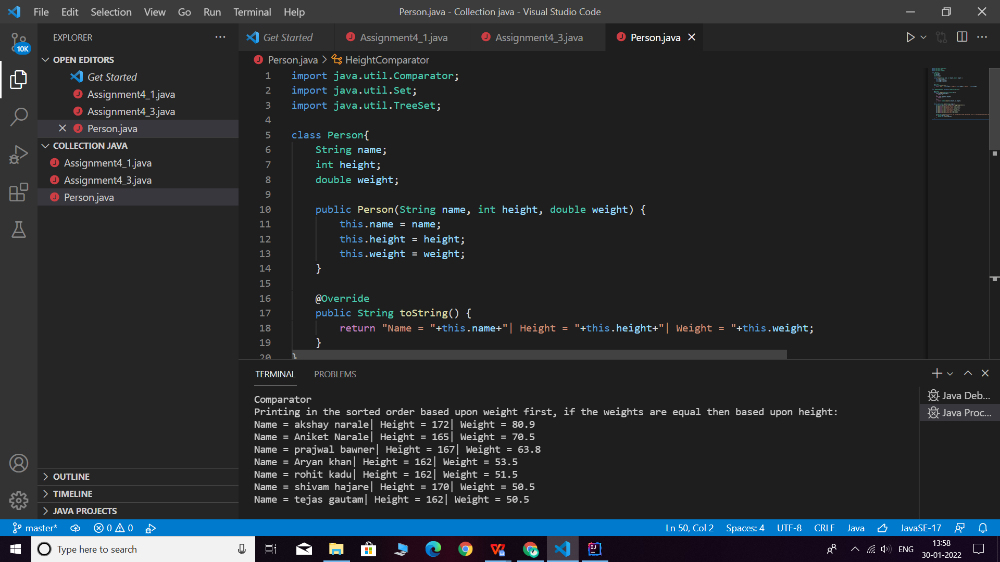 File Edit Selection View Go Run Terminal Help
Person.java - Collection java - Visual Studio Code
10K
EXPLORER
OPEN EDITORS
Get Started
Assignment4_1.java
Assignment4_3.java
Person.java
COLLECTION JAVA
Assignment4_1.java
Assignment4_3.java
Person.java
OUTLINE
TIMELINE
JAVA PROJECTS
Get Started Assignment4_1.java Assignment4_3.java Person.java
Person.java HeightComparator
1 import java.util.Comparator;
2 import java.util.Set;
3 import java.util.TreeSet;
4
5 class Person{
6 String name;
7 int height;
8 double weight;
9
10 public Person(String name, int height, double weight) {
11 this.name = name;
12 this.height = height;
13 this.weight = weight;
14 }
15
16 @Override
17 public String toString() {
18 return "Name = "+this.name+"| Height = "+this.height+"| Weight = "+this.weight;
19 }
20 }
TERMINAL PROBLEMS
Comparator
Printing in the sorted order based upon weight first, if the weights are equal then based upon height:
Name = akshay narale| Height = 172| Weight = 80.9
Name = Aniket Narale| Height = 165| Weight = 70.5
Name = prajwal bawner| Height = 167| Weight = 63.8
Name = Aryan khan| Height = 162| Weight = 53.5
Name = rohit kadu| Height = 162| Weight = 51.5
Name = shivam hajare| Height = 170| Weight = 50.5
Name = tejas gautam| Height = 162| Weight = 50.5
Java Deb...
Java Proc...
master* 0 0 Ln 50, Col 2 Spaces: 4 UTF-8 CRLF Java JavaSE-17
Type here to search
ENG
13:58
30-01-2022